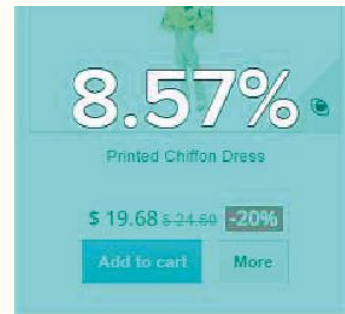 8.57%
Printed Chiffon Dress
$ 19.68 $ 24.60 -20%
Add to cart More